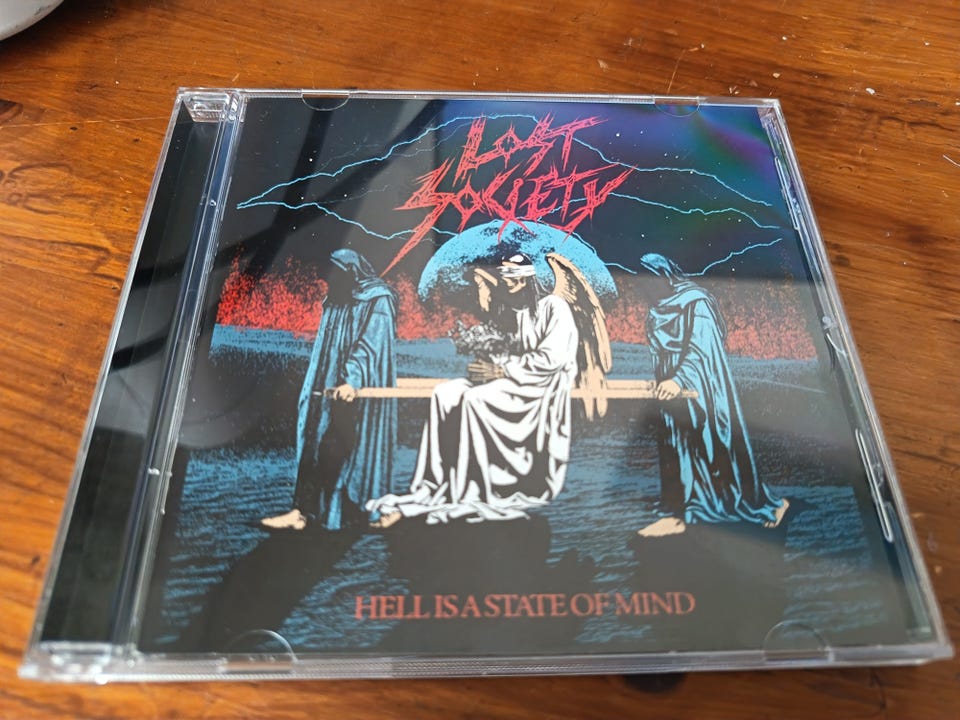 LOST
SOCIETY
HELL IS A STATE OF MIND